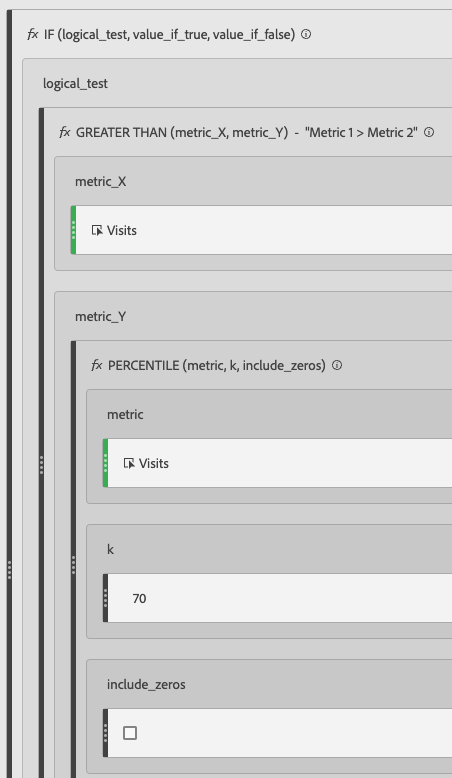 fx IF (logical_test, value_if_true, value_if_false)
logical_test
fx GREATER THAN (metric_X, metric_Y) - "Metric 1 > Metric 2"
metric_X
Visits
metric_Y
fx PERCENTILE (metric, k, include_zeros)
metric
Visits
k
70
include_zeros